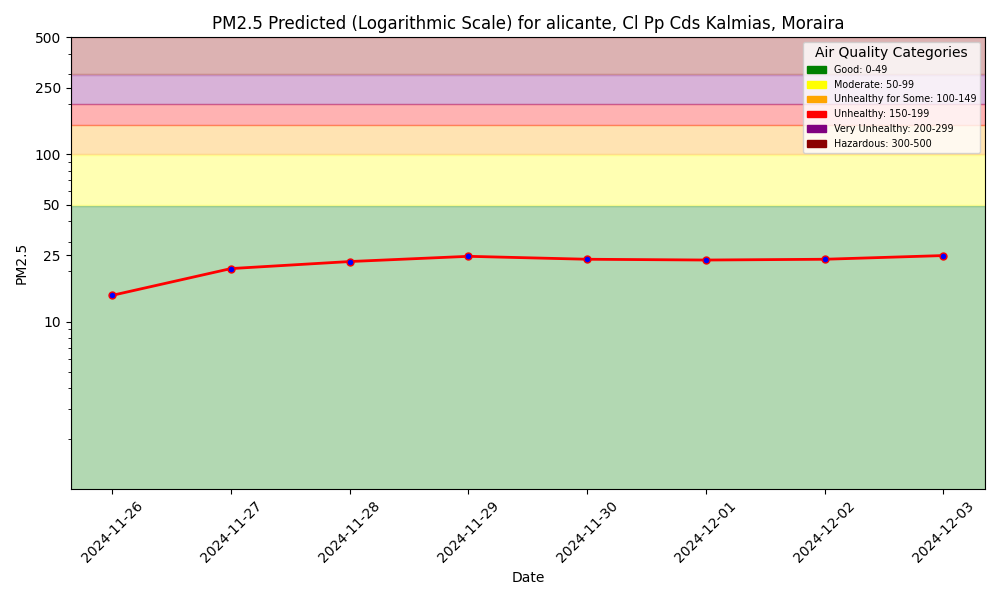 PM2.5 Predicted (Logarithmic Scale) for alicante, Cl Pp Cds Kalmias, Moraira
500
250
100
50
25
10
PM2.5
Air Quality Categories
Good: 0-49
Moderate: 50-99
Unhealthy for Some: 100-149
Unhealthy: 150-199
Very Unhealthy: 200-299
Hazardous: 300-500
2024-11-26
2024-11-27
2024-11-28
2024-11-29
2024-11-30
2024-12-01
2024-12-02
2024-12-03
Date